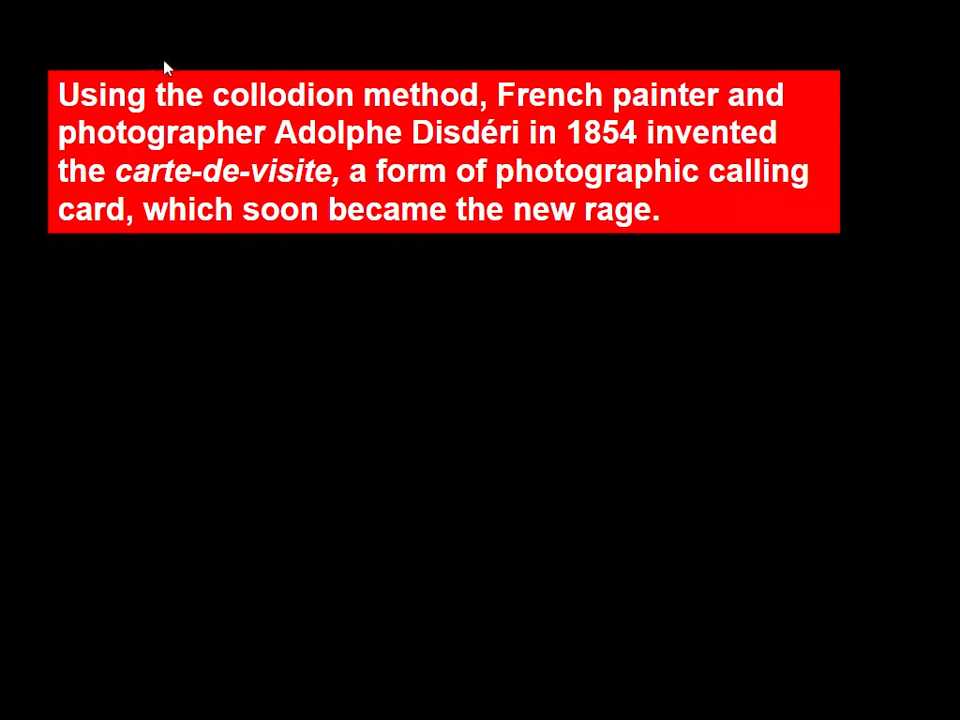 Using the collodion method, French painter and
photographer Adolphe Disdéri in 1854 invented
the carte-de-visite, a form of photographic calling
card, which soon became the new rage.